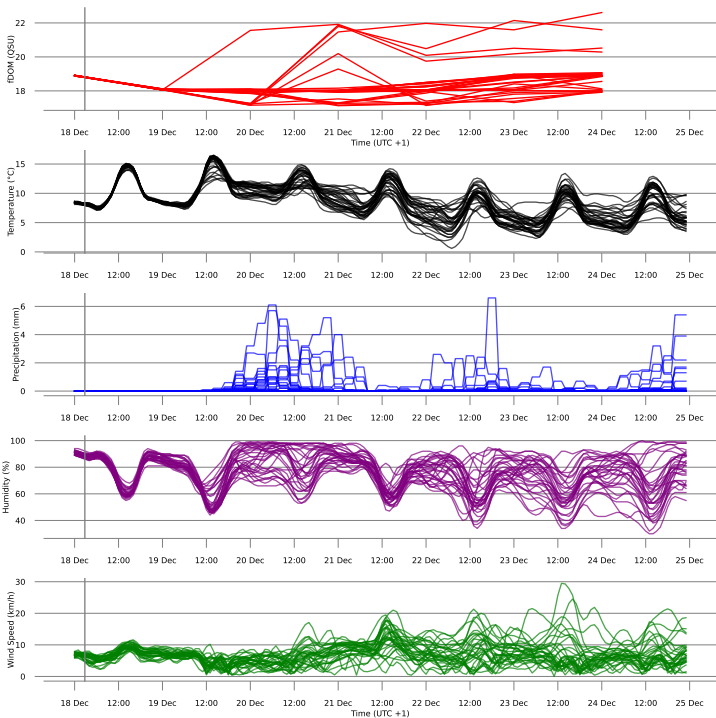 fDOM (QSU)
22
20
18
18 Dec 12:00 19 Dec 12:00 20 Dec 12:00 21 Dec 12:00 22 Dec 12:00 23 Dec 12:00 24 Dec 12:00 25 Dec
Time (UTC +1)
Temperature (°C)
15
10
5
0
18 Dec 12:00 19 Dec 12:00 20 Dec 12:00 21 Dec 12:00 22 Dec 12:00 23 Dec 12:00 24 Dec 12:00 25 Dec
Precipitation (mm)
6
4
2
0
18 Dec 12:00 19 Dec 12:00 20 Dec 12:00 21 Dec 12:00 22 Dec 12:00 23 Dec 12:00 24 Dec 12:00 25 Dec
Humidity (%)
100
80
60
40
18 Dec 12:00 19 Dec 12:00 20 Dec 12:00 21 Dec 12:00 22 Dec 12:00 23 Dec 12:00 24 Dec 12:00 25 Dec
Wind Speed (km/h)
30
20
10
0
18 Dec 12:00 19 Dec 12:00 20 Dec 12:00 21 Dec 12:00 22 Dec 12:00 23 Dec 12:00 24 Dec 12:00 25 Dec
Time (UTC +1)